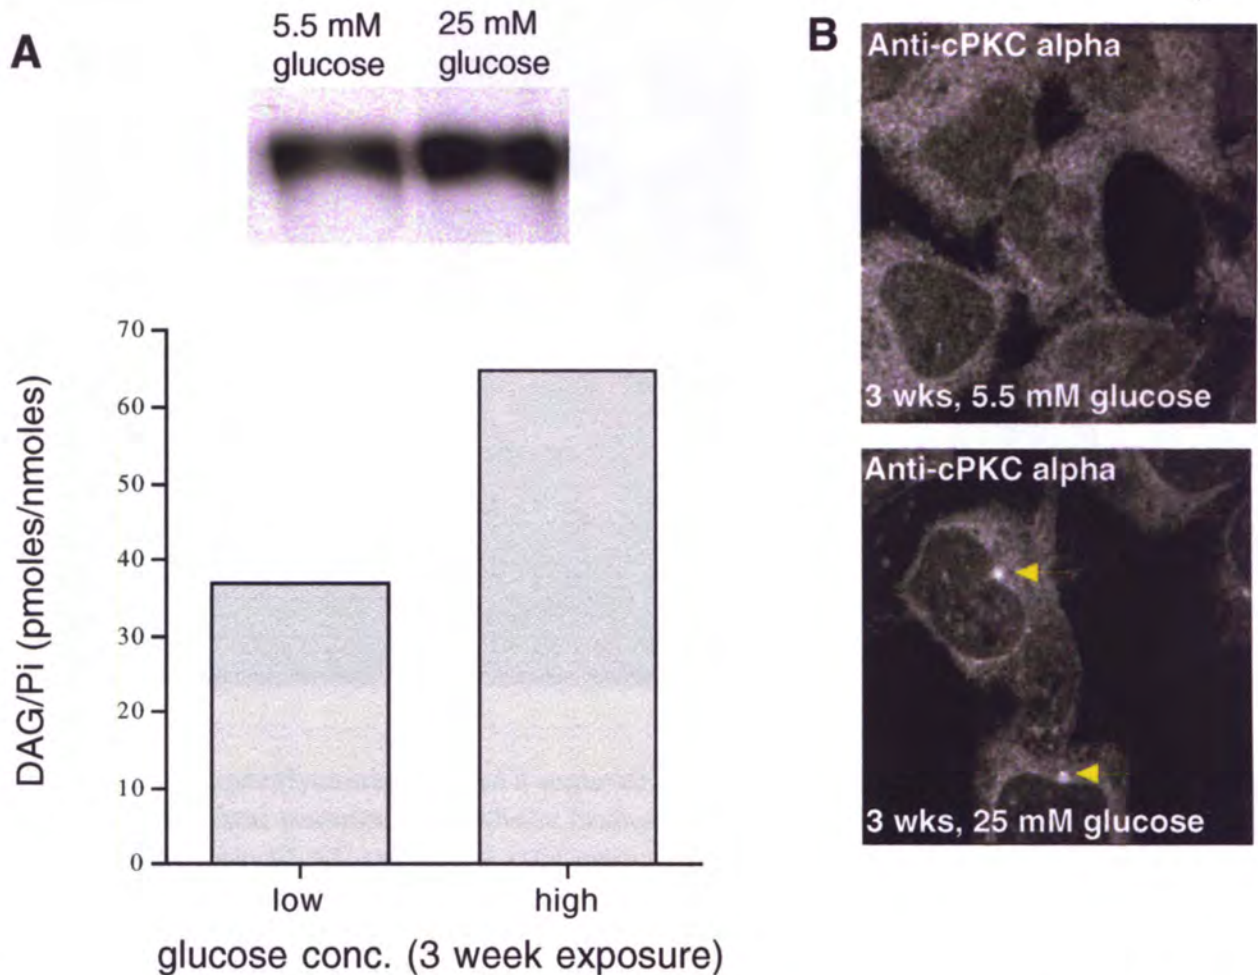 A
5.5 mM
glucose
25 mM
glucose
DAG/Pi (pmoles/nmoles)
70
60
50
40
30
20
10
0
low
high
glucose conc. (3 week exposure)
B
Anti-cPKC alpha
3 wks, 5.5 mM glucose
Anti-cPKC alpha
3 wks, 25 mM glucose